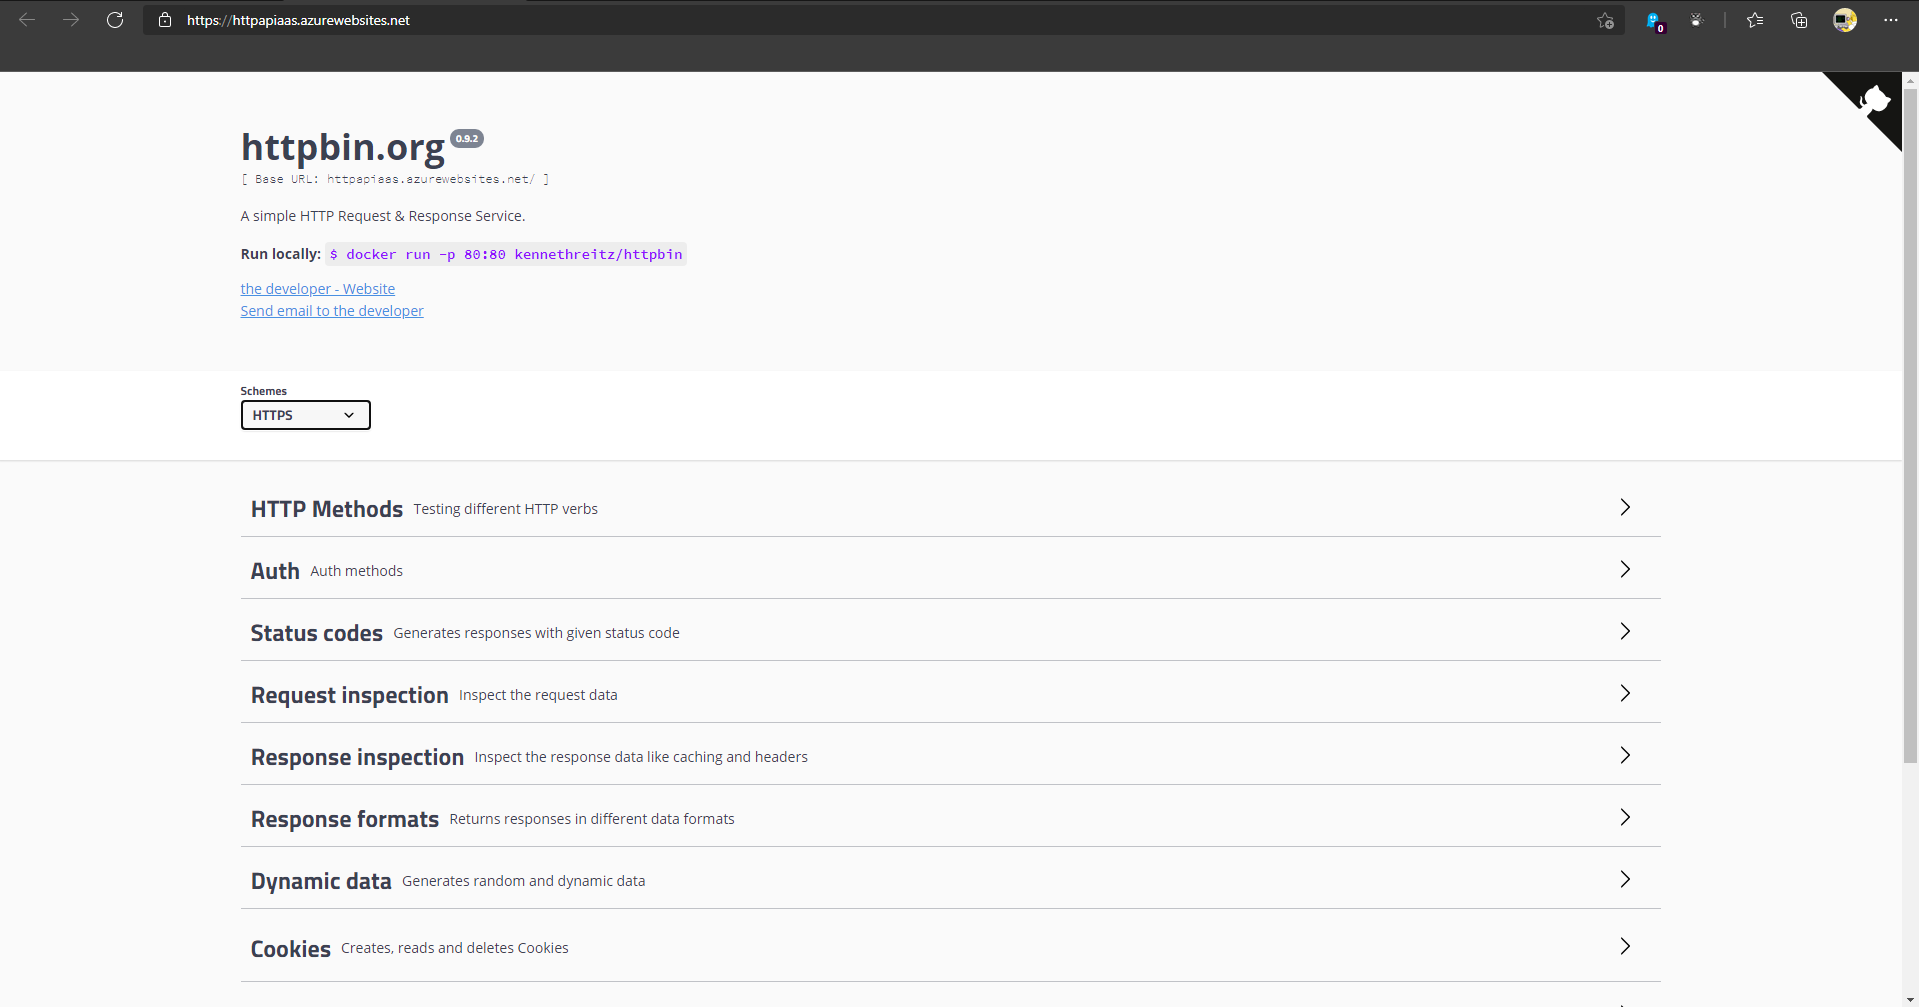 https://httpapiaas.azurewebsites.net
0
httpbin.org 0.9.2
[ Base URL: httpapiaas.azurewebsites.net/ ]
A simple HTTP Request & Response Service.
Run locally: $ docker run -p 80:80 kennethreitz/httpbin
the developer - Website
Send email to the developer
Schemes
HTTPS
HTTP Methods Testing different HTTP verbs
Auth Auth methods
Status codes Generates responses with given status code
Request inspection Inspect the request data
Response inspection Inspect the response data like caching and headers
Response formats Returns responses in different data formats
Dynamic data Generates random and dynamic data
Cookies Creates, reads and deletes Cookies